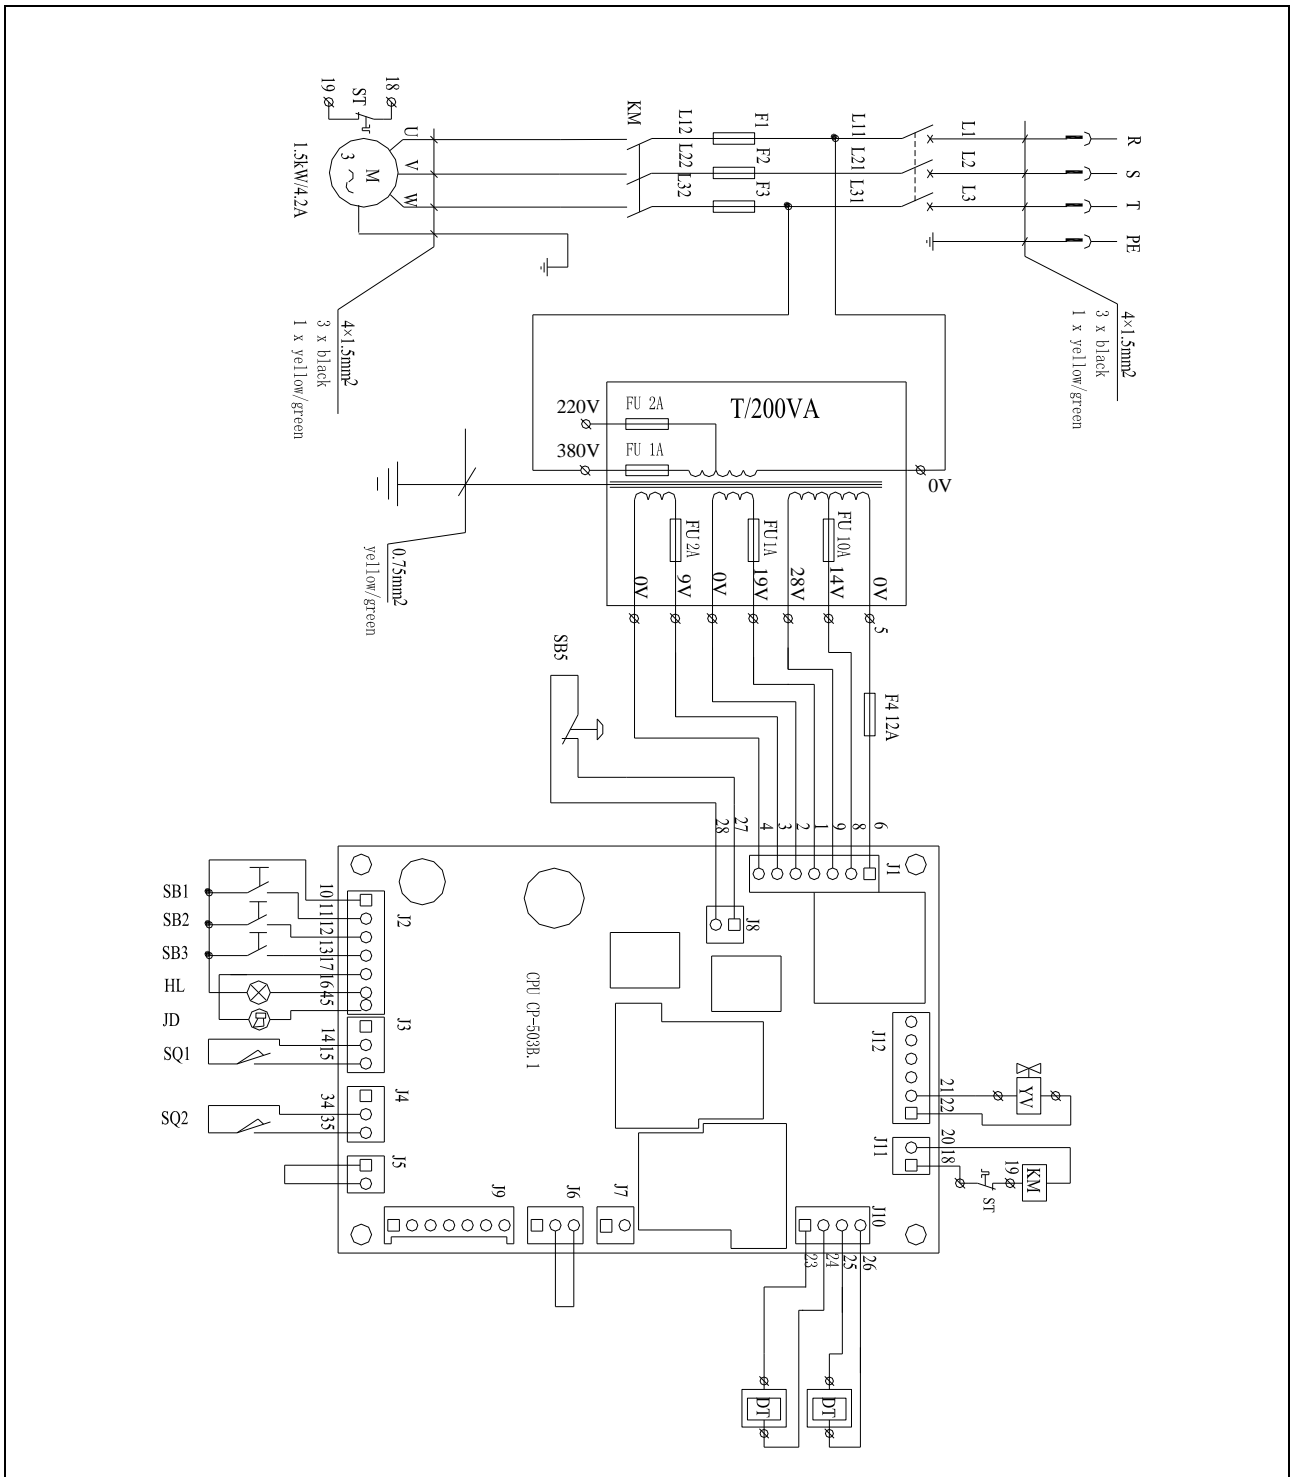 R
S
T
PE
L1
L2
L3
L11
L21
L31
F1
F2
F3
L12
L22
L32
KM
18
ST
19
U
V
W
M
3
1.5kW/4.2A
4×1.5mm²
3 x black
1 x yellow/green
4×1.5mm²
3 x black
1 x yellow/green
T/200VA
220V
FU 2A
380V
FU 1A
0V
0.75mm²
yellow/green
FU 2A
FU1A
FU 10A
0V
9V
0V
19V
28V
14V
0V
5
SB5
F4 12A
28
27
4
3
2
1
9
8
6
J1
J8
CPU CP-503B.1
SB1
SB2
SB3
HL
JD
SQ1
SQ2
10
11
12
13
17
16
45
J2
14
15
J3
34
35
J4
J5
J9
J6
J7
J10
23
24
25
26
DT
DT
J12
21
22
YV
J11
20
18
19
ST
KM